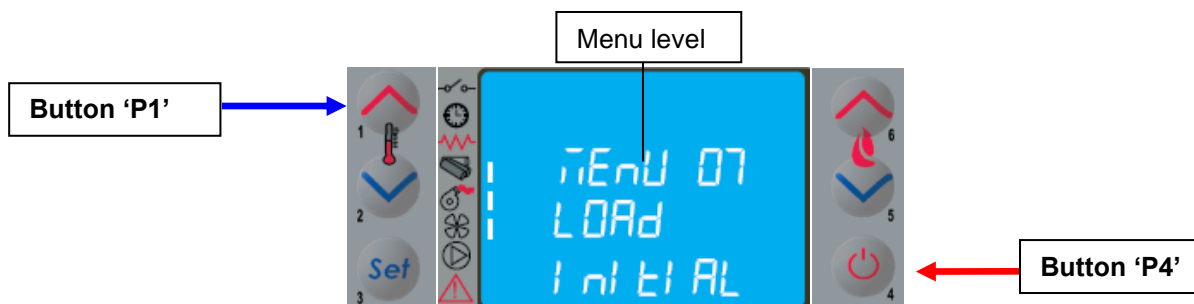 Menu level
Button ‘P1’
1
6
MEnU 07
2
LOAd
5
Set
InItIAL
Button ‘P4’
3
4